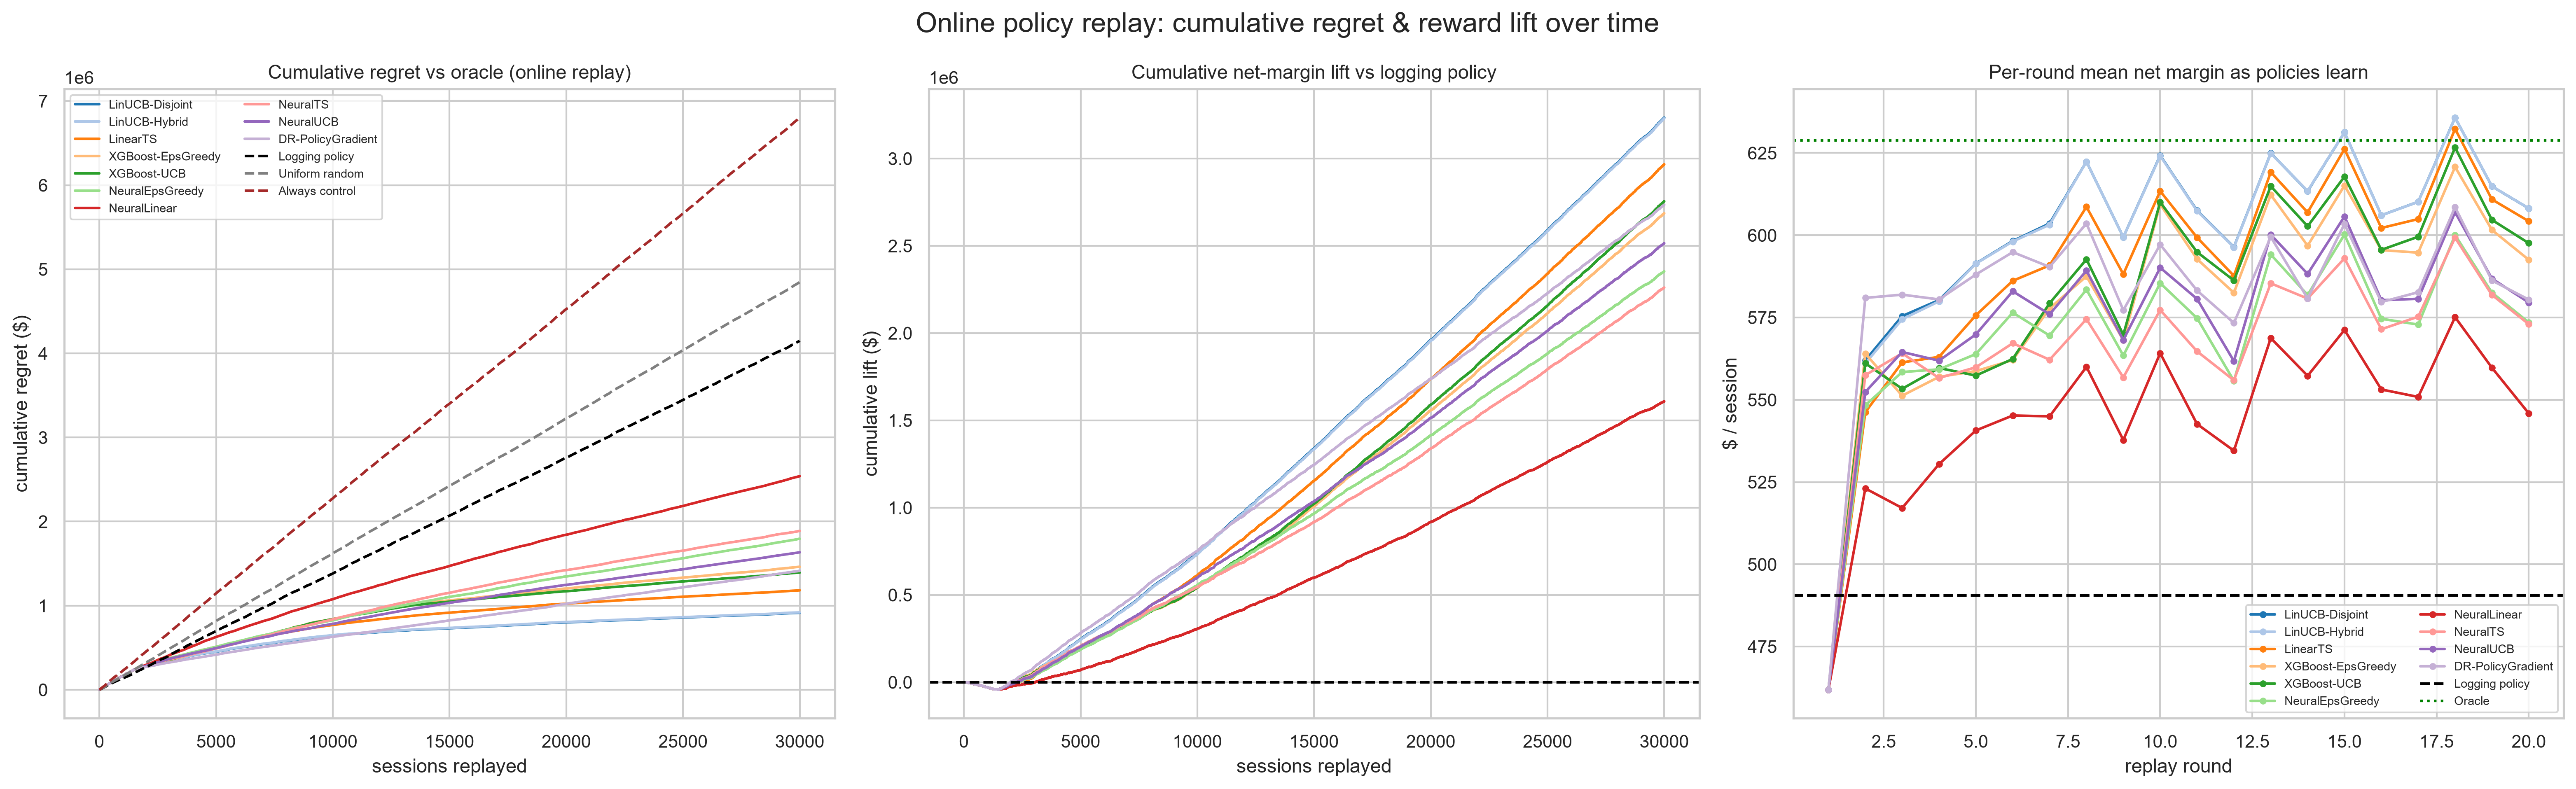 Online policy replay: cumulative regret & reward lift over time
Cumulative regret vs oracle (online replay)
1e6
7
6
5
4
3
2
1
0
cumulative regret ($)
LinUCB-Disjoint
LinUCB-Hybrid
LinearTS
XGBoost-EpsGreedy
XGBoost-UCB
NeuralEpsGreedy
NeuralLinear
NeuralTS
NeuralUCB
DR-PolicyGradient
Logging policy
Uniform random
Always control
0 5000 10000 15000 20000 25000 30000
sessions replayed
Cumulative net-margin lift vs logging policy
1e6
3.0
2.5
2.0
1.5
1.0
0.5
0.0
cumulative lift ($)
0 5000 10000 15000 20000 25000 30000
sessions replayed
Per-round mean net margin as policies learn
625
600
575
550
525
500
475
$ / session
LinUCB-Disjoint
LinUCB-Hybrid
LinearTS
XGBoost-EpsGreedy
XGBoost-UCB
NeuralEpsGreedy
NeuralLinear
NeuralTS
NeuralUCB
DR-PolicyGradient
Logging policy
Oracle
2.5 5.0 7.5 10.0 12.5 15.0 17.5 20.0
replay round